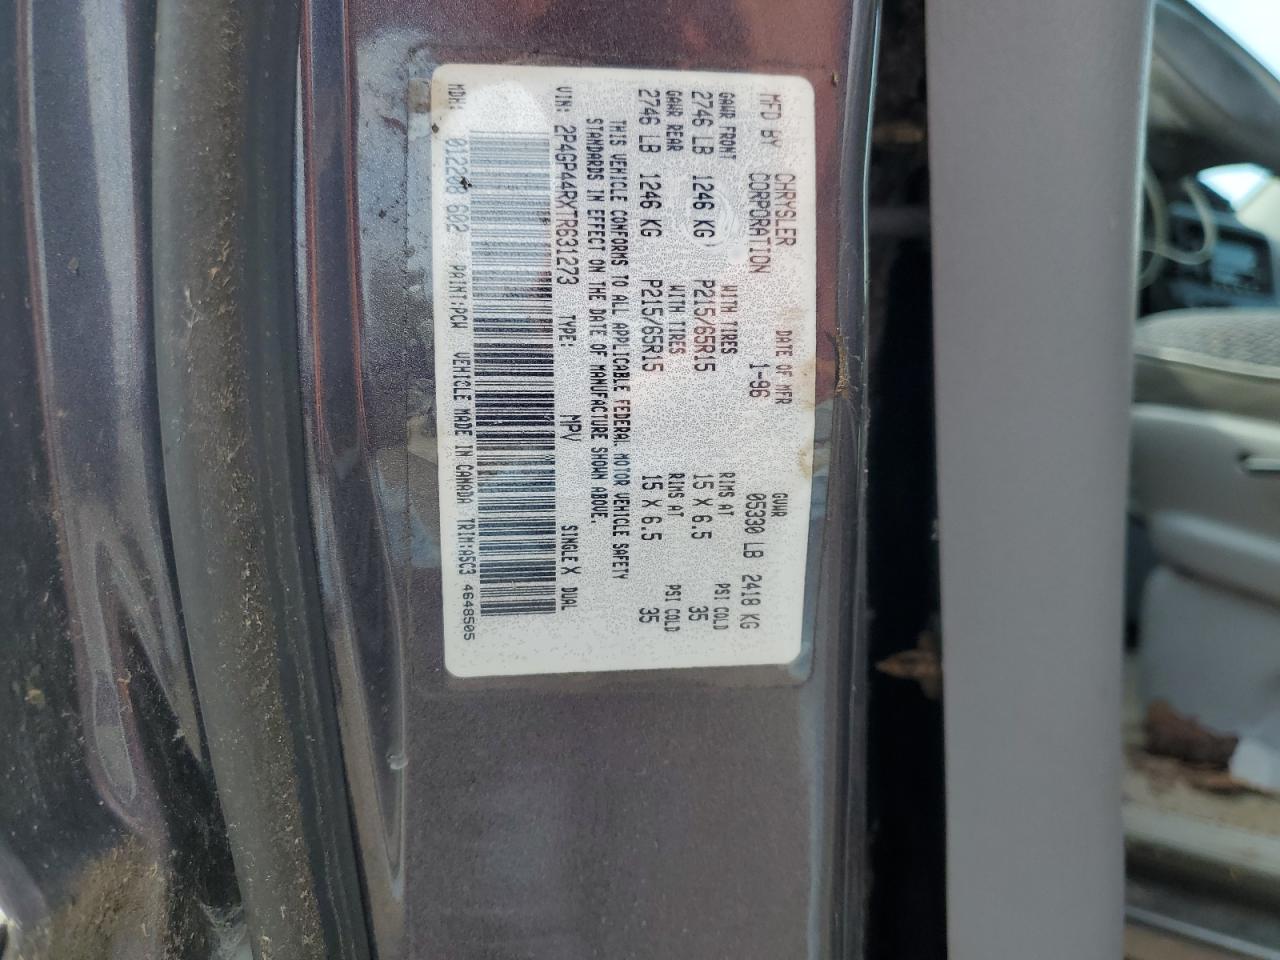 MFD BY CHRYSLER CORPORATION DATE OF MFR 1-96 GVWR 05330 LB 2418 KG
GAWR FRONT WITH TIRES RIMS AT PSI COLD
2746 LB 1246 KG P215/65R15 15 X 6.5 35
GAWR REAR WITH TIRES RIMS AT PSI COLD
2746 LB 1246 KG P215/65R15 15 X 6.5 35
THIS VEHICLE CONFORMS TO ALL APPLICABLE FEDERAL MOTOR VEHICLE SAFETY
STANDARDS IN EFFECT ON THE DATE OF MANUFACTURE SHOWN ABOVE.
VIN: 2P4GP44RXTR831273 TYPE: MPV SINGLE X DUAL
MDH: 012208 602 PAINT:PCW VEHICLE MADE IN CANADA TRIM:A5C3 4648505